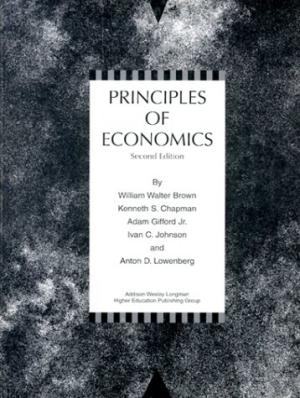 PRINCIPLES
OF
ECONOMICS
Second Edition
By
William Walter Brown
Kenneth S. Chapman
Adam Gifford Jr.
Ivan C. Johnson
and
Anton D. Lowenberg
Addison Wesley Longman
Higher Education Publishing Group